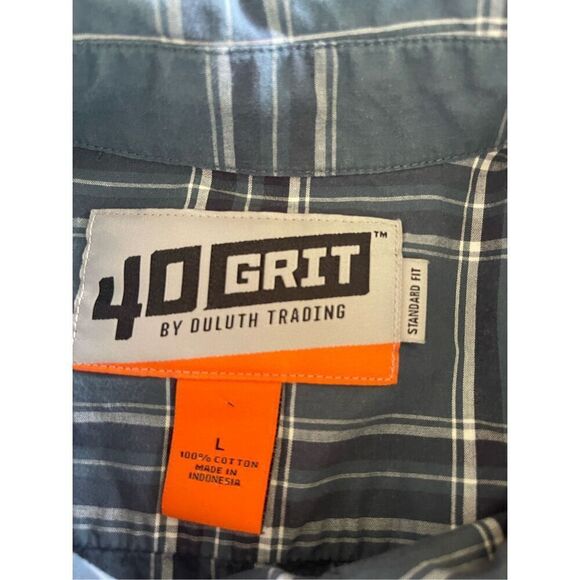 40 GRIT™
BY DULUTH TRADING
STANDARD FIT
L
100% COTTON
MADE IN
INDONESIA